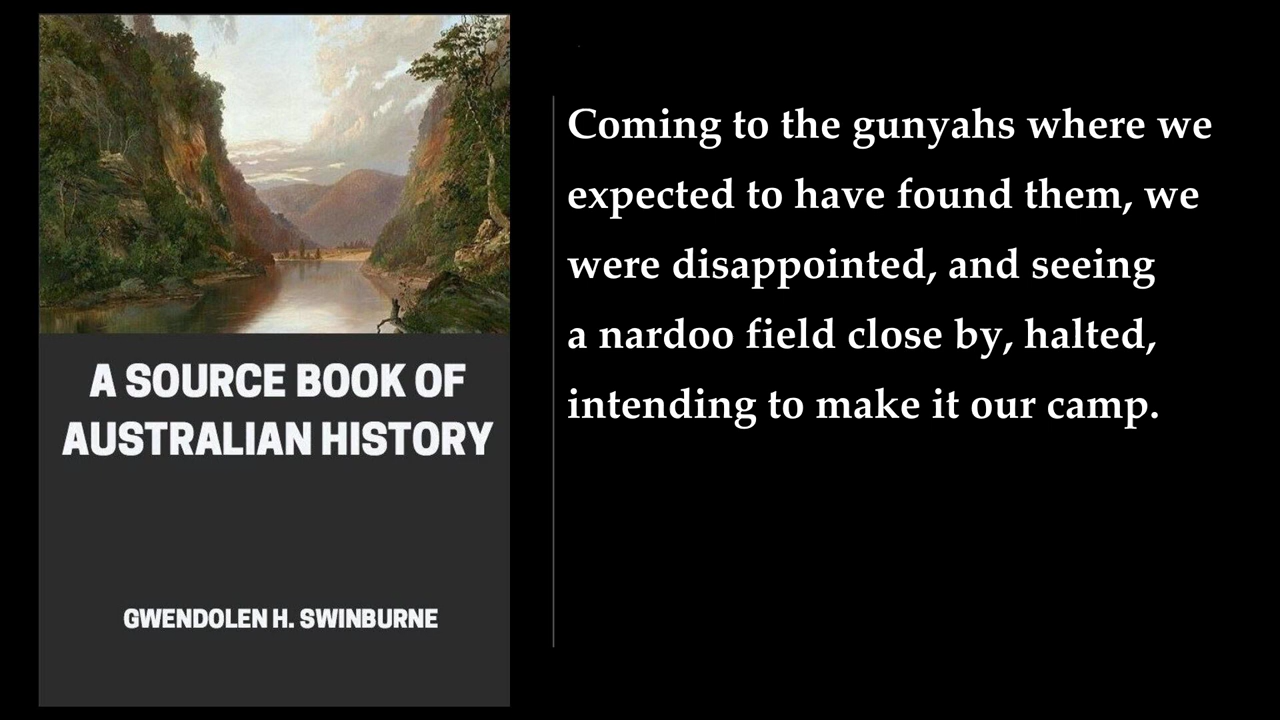 A SOURCE BOOK OF
AUSTRALIAN HISTORY
GWENDOLEN H. SWINBURNE
Coming to the gunyahs where we
expected to have found them, we
were disappointed, and seeing
a nardoo field close by, halted,
intending to make it our camp.